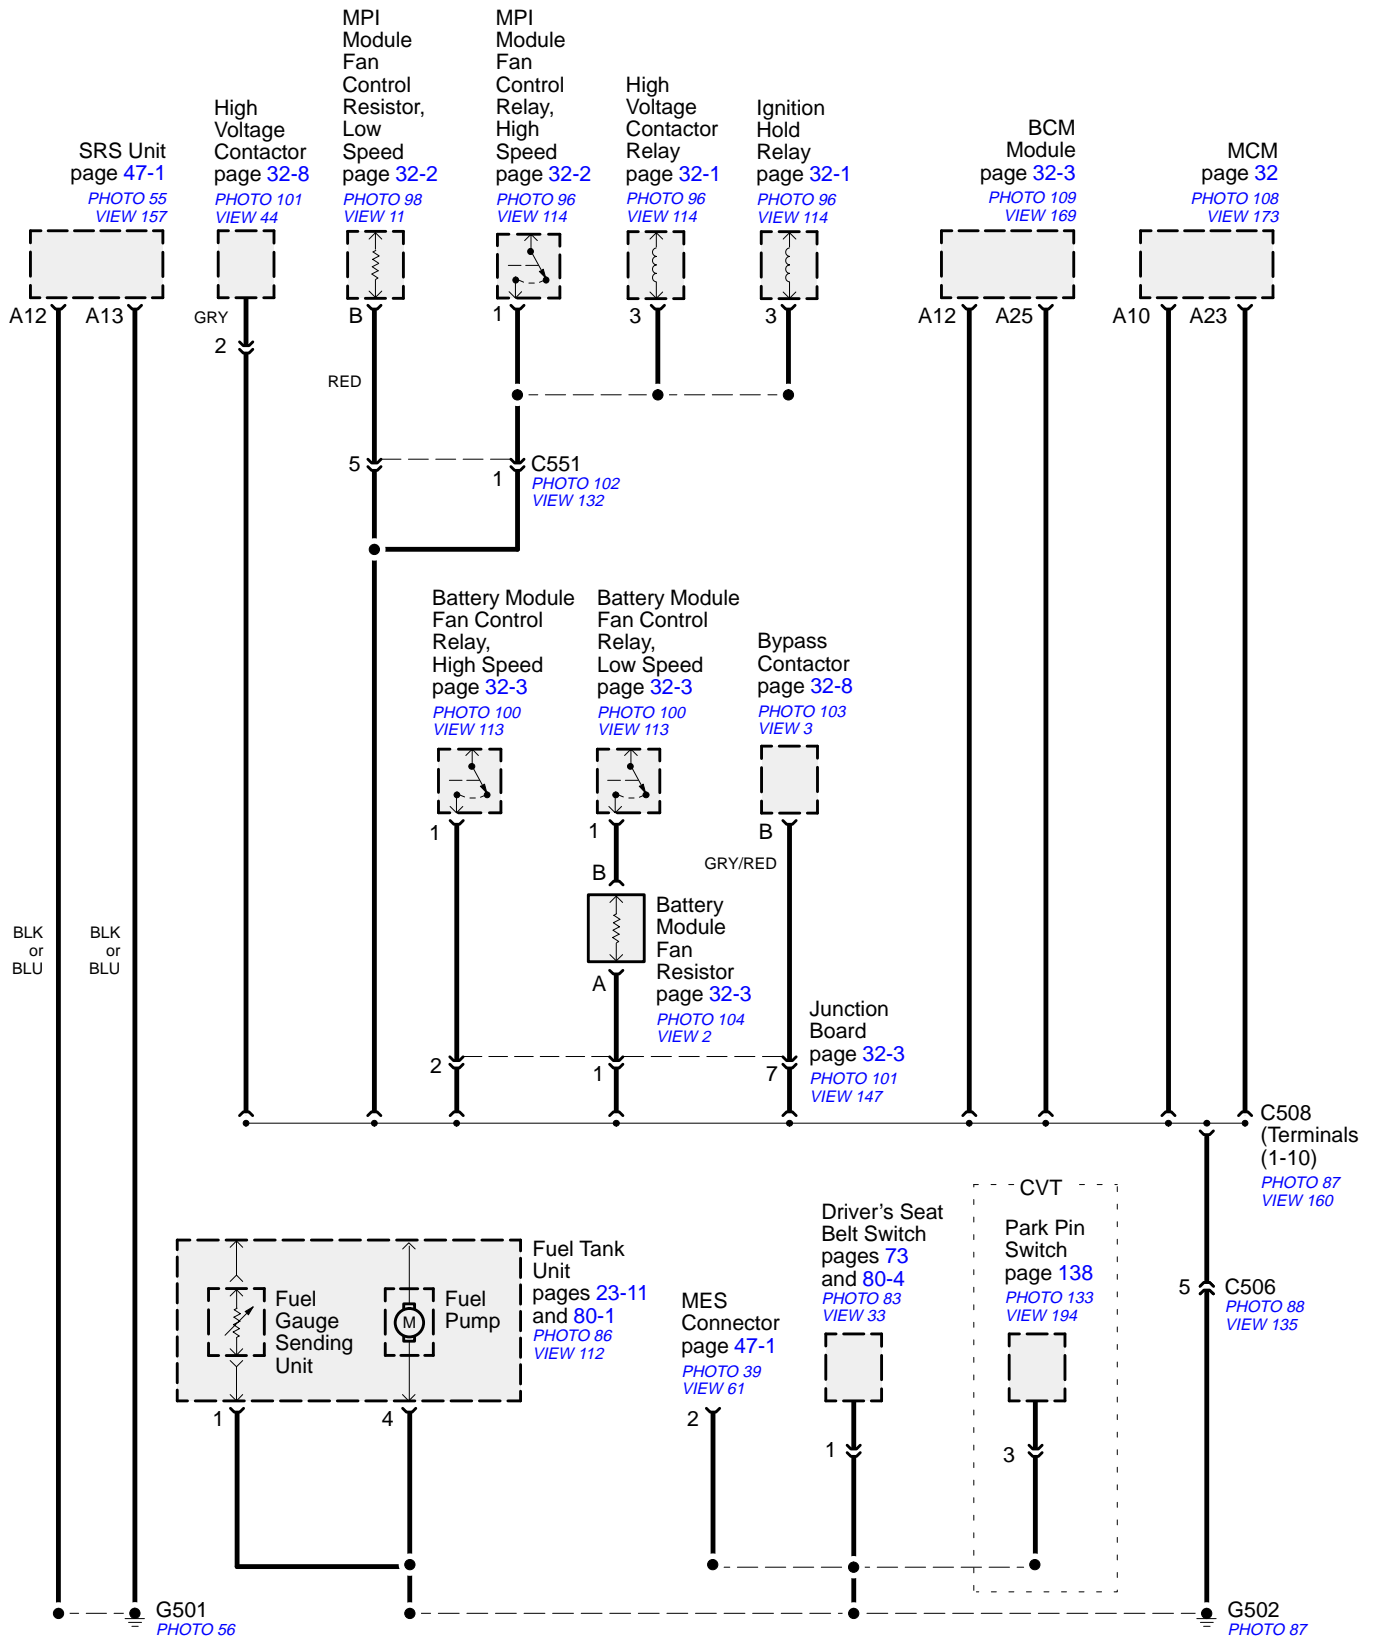 SRS Unit
page 47-1
PHOTO 55
VIEW 157
High
Voltage
Contactor
page 32-8
PHOTO 101
VIEW 44
MPI
Module
Fan
Control
Resistor,
Low
Speed
page 32-2
PHOTO 98
VIEW 11
MPI
Module
Fan
Control
Relay,
High
Speed
page 32-2
PHOTO 96
VIEW 114
High
Voltage
Contactor
Relay
page 32-1
PHOTO 96
VIEW 114
Ignition
Hold
Relay
page 32-1
PHOTO 96
VIEW 114
BCM
Module
page 32-3
PHOTO 109
VIEW 169
MCM
page 32
PHOTO 108
VIEW 173
A12
A13
GRY
2
B
1
3
3
A12
A25
A10
A23
RED
5
1
C551
PHOTO 102
VIEW 132
Battery Module
Fan Control
Relay,
High Speed
page 32-3
PHOTO 100
VIEW 113
Battery Module
Fan Control
Relay,
Low Speed
page 32-3
PHOTO 100
VIEW 113
Bypass
Contactor
page 32-8
PHOTO 103
VIEW 3
1
1
B
GRY/RED
B
Battery
Module
Fan
Resistor
page 32-3
PHOTO 104
VIEW 2
A
BLK
or
BLU
BLK
or
BLU
Junction
Board
page 32-3
PHOTO 101
VIEW 147
2
1
7
C508
(Terminals
(1-10)
PHOTO 87
VIEW 160
Fuel Tank
Unit
pages 23-11
and 80-1
PHOTO 86
VIEW 112
Fuel
Gauge
Sending
Unit
M
Fuel
Pump
1
4
MES
Connector
page 47-1
PHOTO 39
VIEW 61
2
Driver's Seat
Belt Switch
pages 73
and 80-4
PHOTO 83
VIEW 33
1
CVT
Park Pin
Switch
page 138
PHOTO 133
VIEW 194
3
5
C506
PHOTO 88
VIEW 135
G501
PHOTO 56
G502
PHOTO 87